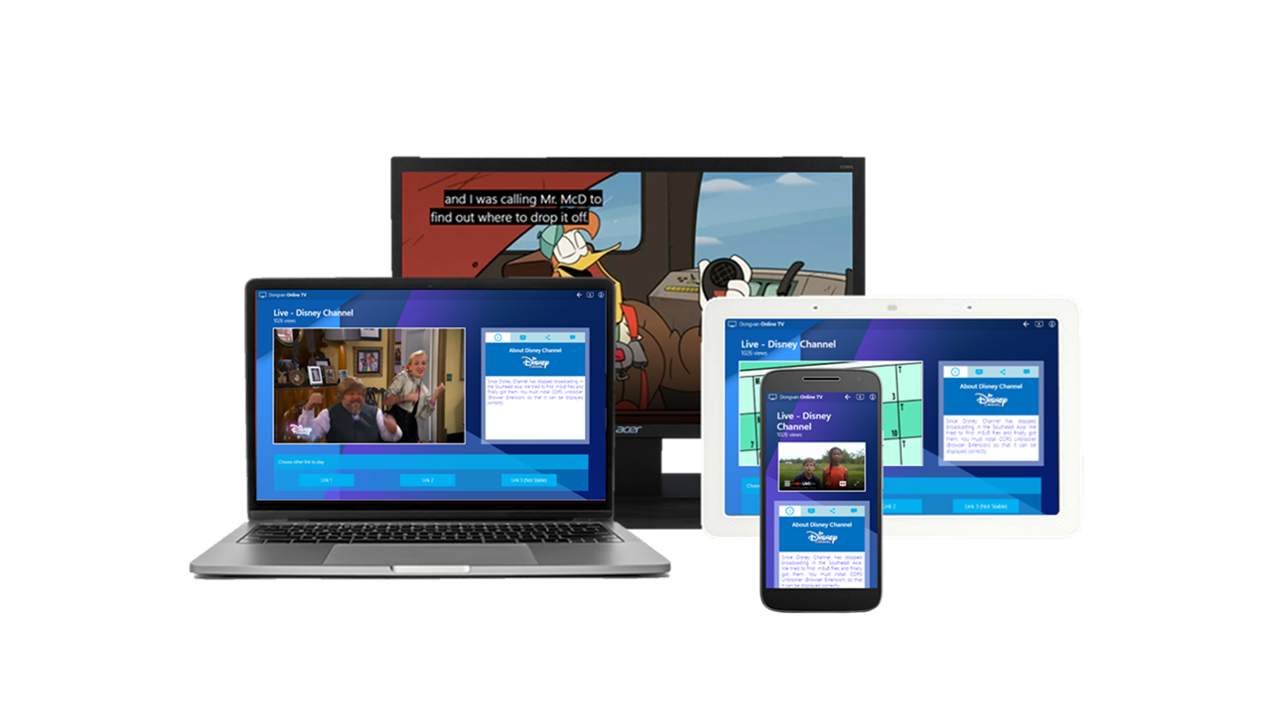 and I was calling Mr. McD to
find out where to drop it off.
acer
Dongvan Online TV
Live - Disney Channel
1026 views
About Disney Channel
Disney
CHANNEL
Since Disney Channel has stopped broadcasting in
the Southeast Asia. We tried to find .m3u8 files and
finally got them. You must install CORS Unblocker
(Browser Extension) so that it can be displayed
correctly.
Choose other link to play
Link 1
Link 2
Link 3 (Not Stable)
Dongvan Online TV
Live - Disney Channel
1026 views
About Disney Channel
Disney
CHANNEL
Since Disney Channel has stopped
broadcasting in the Southeast Asia. We
tried to find .m3u8 files and finally got
them. You must install CORS Unblocker
(Browser Extension) so that it can be
displayed correctly.
Link 3 (Not Stable)
Dongvan Online TV
Live - Disney
Channel
1026 views
About Disney Channel
Disney
CHANNEL
Since Disney Channel has stopped
broadcasting in the Southeast Asia.
We tried to find .m3u8 files and finally
got them. You must install CORS
Unblocker (Browser Extension) so that
it can be displayed correctly.